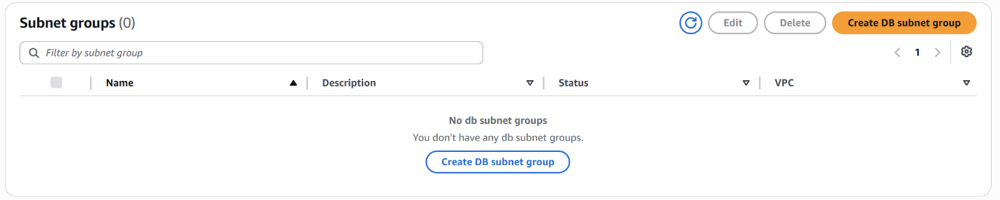 Subnet groups (0)
Edit
Delete
Create DB subnet group
Filter by subnet group
1
Name
Description
Status
VPC
No db subnet groups
You don't have any db subnet groups.
Create DB subnet group